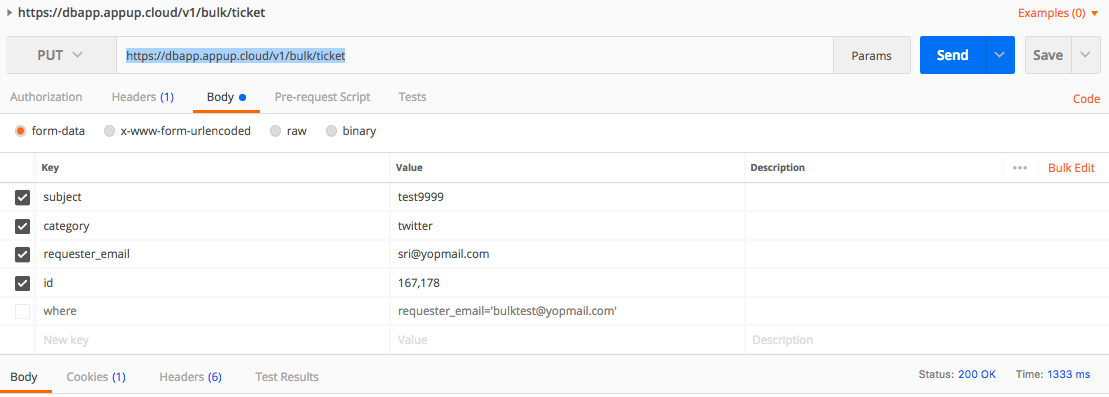 https://dbapp.appup.cloud/v1/bulk/ticket Examples (0)
PUT https://dbapp.appup.cloud/v1/bulk/ticket Params Send Save
Authorization Headers (1) Body Pre-request Script Tests Code
form-data x-www-form-urlencoded raw binary
Key Value Description ••• Bulk Edit
subject test9999
category twitter
requester_email sri@yopmail.com
id 167,178
where requester_email='bulktest@yopmail.com'
New key Value Description
Body Cookies (1) Headers (6) Test Results Status: 200 OK Time: 1333 ms